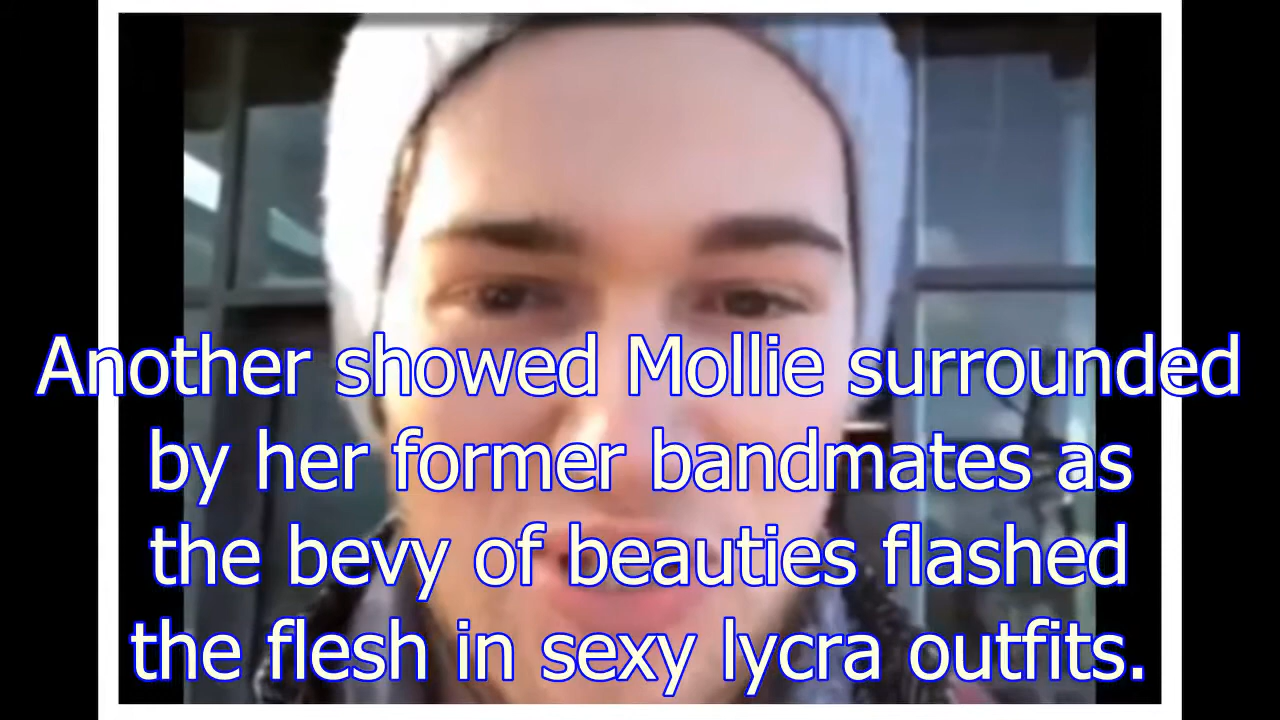 Another showed Mollie surrounded
by her former bandmates as
the bevy of beauties flashed
the flesh in sexy lycra outfits.